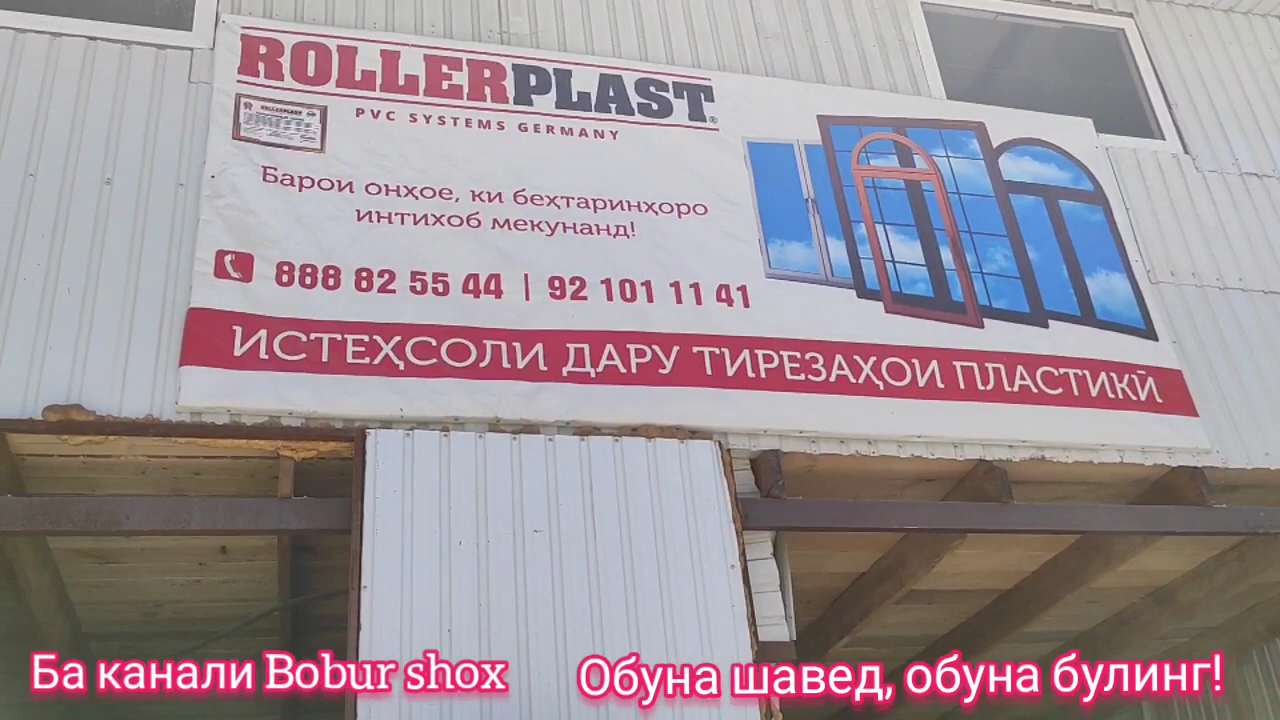 ROLLERPLAST®
PVC SYSTEMS GERMANY
ROLLERPLAST
Барои онҳое, ки беҳтаринҳоро
интихоб мекунанд!
888 82 55 44 | 92 101 11 41
ИСТЕҲСОЛИ ДАРУ ТИРЕЗАҲОИ ПЛАСТИКӢ
Ба канали Bobur shox
Обуна шавед, обуна булинг!